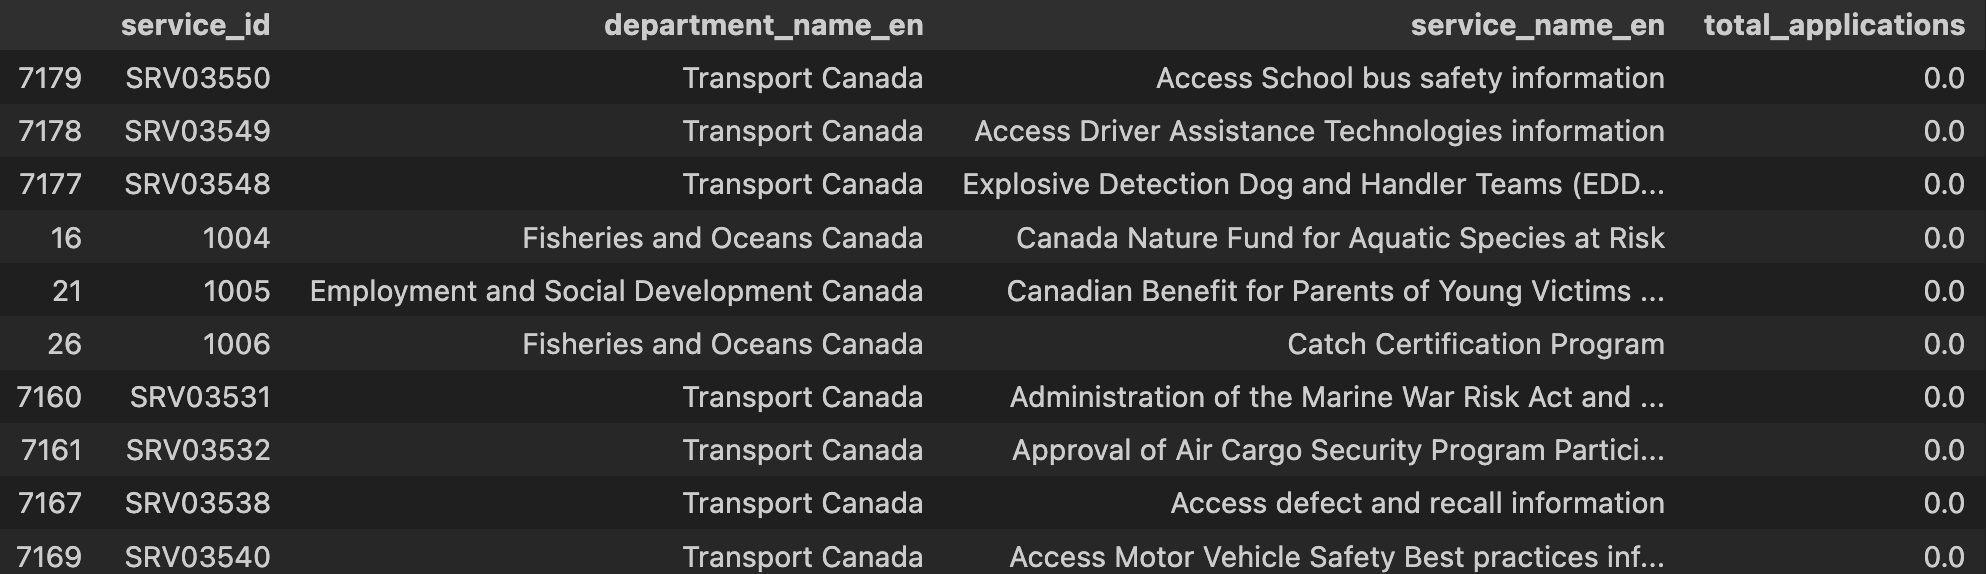 service_id department_name_en service_name_en total_applications
7179 SRV03550 Transport Canada Access School bus safety information 0.0
7178 SRV03549 Transport Canada Access Driver Assistance Technologies information 0.0
7177 SRV03548 Transport Canada Explosive Detection Dog and Handler Teams (EDD... 0.0
16 1004 Fisheries and Oceans Canada Canada Nature Fund for Aquatic Species at Risk 0.0
21 1005 Employment and Social Development Canada Canadian Benefit for Parents of Young Victims ... 0.0
26 1006 Fisheries and Oceans Canada Catch Certification Program 0.0
7160 SRV03531 Transport Canada Administration of the Marine War Risk Act and ... 0.0
7161 SRV03532 Transport Canada Approval of Air Cargo Security Program Partici... 0.0
7167 SRV03538 Transport Canada Access defect and recall information 0.0
7169 SRV03540 Transport Canada Access Motor Vehicle Safety Best practices inf... 0.0